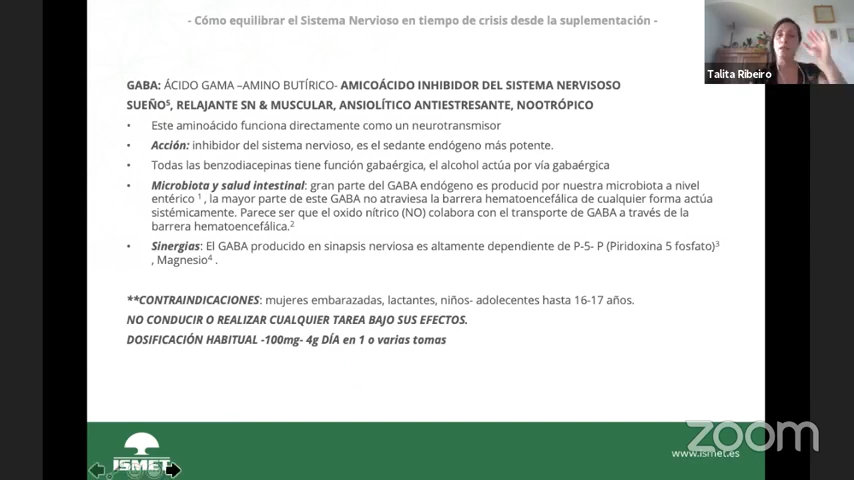 - Cómo equilibrar el Sistema Nervioso en tiempo de crisis desde la suplementación -
Talita Ribeiro
GABA: ÁCIDO GAMA –AMINO BUTÍRICO- AMICOÁCIDO INHIBIDOR DEL SISTEMA NERVISOSO
SUEÑO⁵, RELAJANTE SN & MUSCULAR, ANSIOLÍTICO ANTIESTRESANTE, NOOTRÓPICO
• Este aminoácido funciona directamente como un neurotransmisor
• Acción: inhibidor del sistema nervioso, es el sedante endógeno más potente.
• Todas las benzodiacepinas tiene función gabaérgica, el alcohol actúa por vía gabaérgica
• Microbiota y salud intestinal: gran parte del GABA endógeno es producid por nuestra microbiota a nivel
entérico ¹ , la mayor parte de este GABA no atraviesa la barrera hematoencefálica de cualquier forma actúa
sistémicamente. Parece ser que el oxido nítrico (NO) colabora con el transporte de GABA a través de la
barrera hematoencefálica.²
• Sinergias: El GABA producido en sinapsis nerviosa es altamente dependiente de P-5- P (Piridoxina 5 fosfato)³
, Magnesio⁴ .
**CONTRAINDICACIONES: mujeres embarazadas, lactantes, niños- adolecentes hasta 16-17 años.
NO CONDUCIR O REALIZAR CUALQUIER TAREA BAJO SUS EFECTOS.
DOSIFICACIÓN HABITUAL -100mg- 4g DÍA en 1 o varias tomas
zoom
www.ismet.es
ISMET